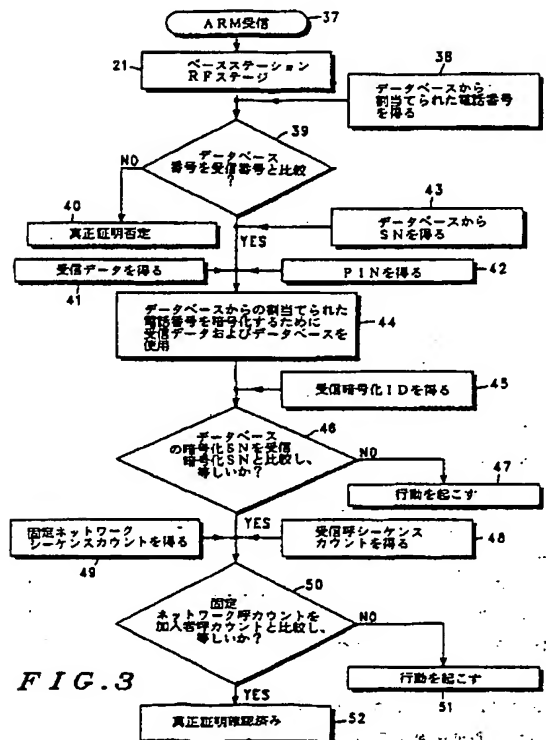 ARM受信
37
21
ベースステーション
RFステージ
38
データベースから
割当てられた電話番号
を得る
39
データベース
番号を受信番号と比較
?
NO
40
真正証明否定
43
データベースから
SNを得る
YES
受信データを得る
41
PINを得る
42
データベースからの割当てられた
電話番号を暗号化するために
受信データおよびデータベースを
使用
44
受信暗号化IDを得る
45
46
データベース
の暗号化SNを受信
暗号化SNと比較し、
等しいか?
NO
47
行動を起こす
YES
固定ネットワーク
シーケンスカウントを得る
49
受信呼シーケンス
カウントを得る
48
50
固定
ネットワーク呼カウントを
加入者呼カウントと比較し、
等しいか?
NO
行動を起こす
51
FIG.3
YES
真正証明確認済み
52